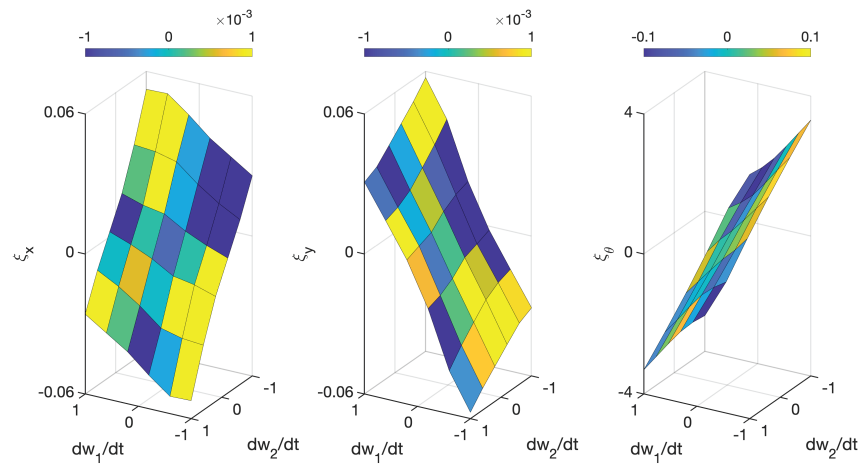 ×10⁻³
-1 0 1
0.06
0
-0.06
ξx
1 0 -1
dw1/dt
1 0 -1
dw2/dt
×10⁻³
-1 0 1
0.06
0
-0.06
ξy
1 0 -1
dw1/dt
1 0 -1
dw2/dt
-0.1 0 0.1
4
0
-4
ξθ
1 0 -1
dw1/dt
1 0 -1
dw2/dt